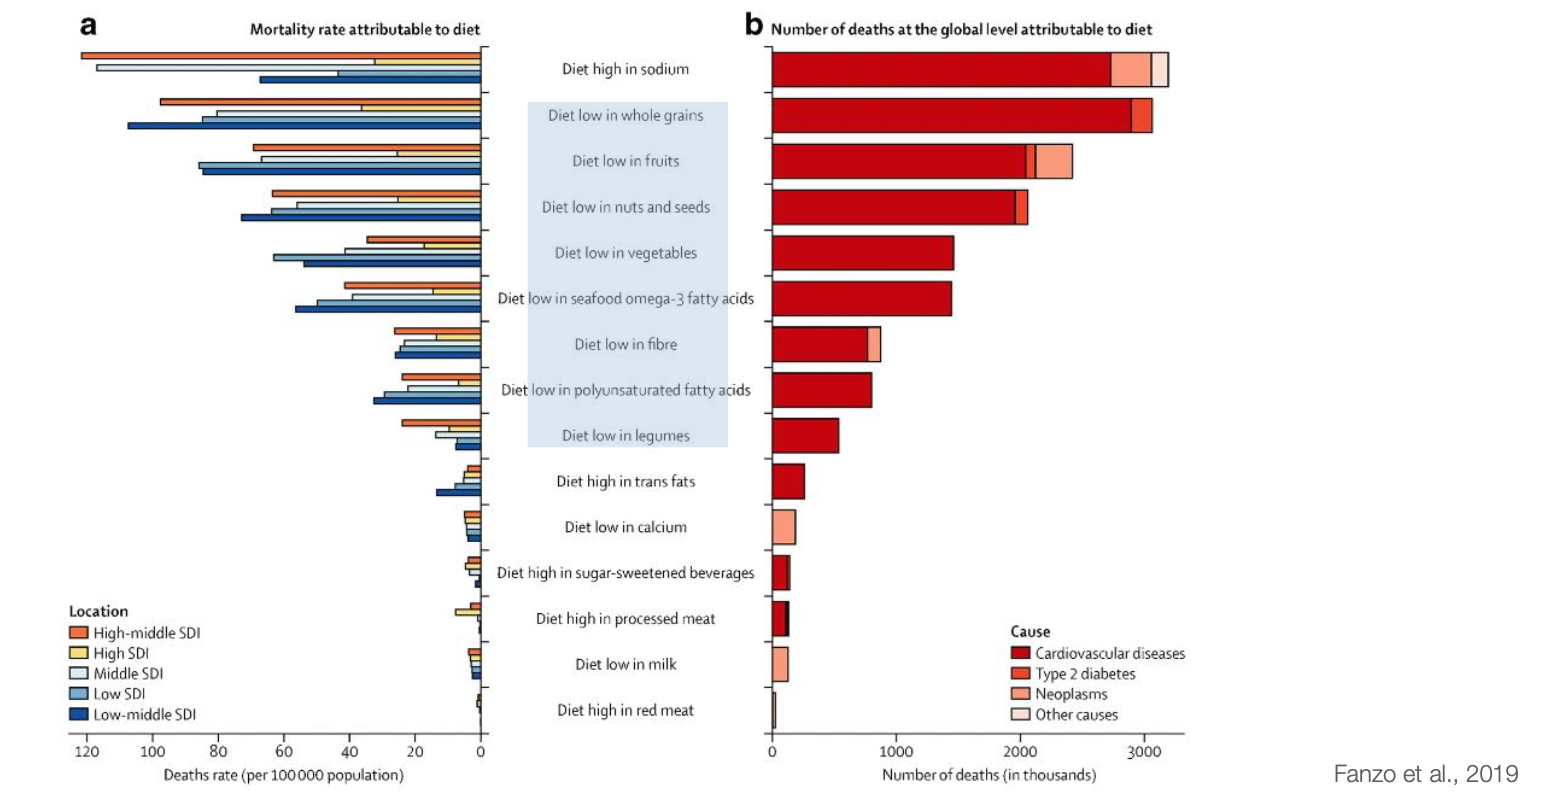 a
Mortality rate attributable to diet
b
Number of deaths at the global level attributable to diet
Diet high in sodium
Diet low in whole grains
Diet low in fruits
Diet low in nuts and seeds
Diet low in vegetables
Diet low in seafood omega-3 fatty acids
Diet low in fibre
Diet low in polyunsaturated fatty acids
Diet low in legumes
Diet high in trans fats
Diet low in calcium
Diet high in sugar-sweetened beverages
Diet high in processed meat
Diet low in milk
Diet high in red meat
Location
High-middle SDI
High SDI
Middle SDI
Low SDI
Low-middle SDI
120 100 80 60 40 20 0
Deaths rate (per 100 000 population)
Cause
Cardiovascular diseases
Type 2 diabetes
Neoplasms
Other causes
0 1000 2000 3000
Number of deaths (in thousands)
Fanzo et al., 2019